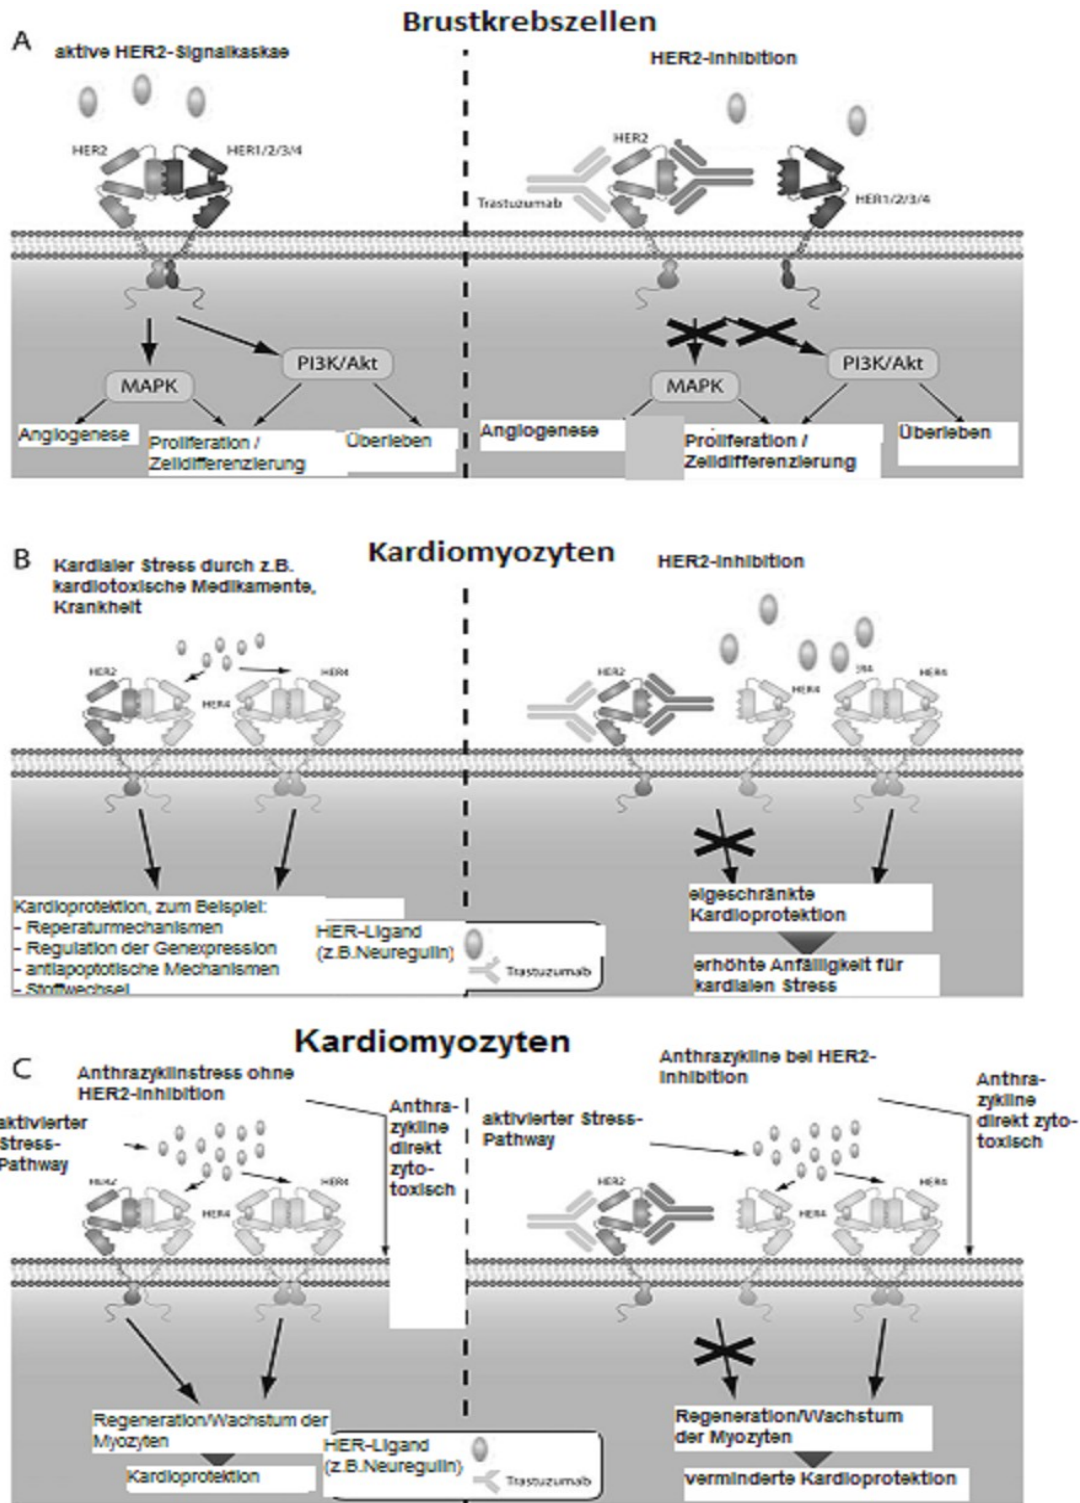 Brustkrebszellen
A
aktive HER2-Signalkaskae
HER2-Inhibition
HER2
HER1/2/3/4
HER2
Trastuzumab
HER1/2/3/4
MAPK
PI3K/Akt
MAPK
PI3K/Akt
Angiogenese
Proliferation /
Zelldifferenzierung
Überleben
Angiogenese
Proliferation /
Zelldifferenzierung
Überleben
Kardiomyozyten
B
Kardialer Stress durch z.B.
kardiotoxische Medikamente,
Krankheit
HER2-Inhibition
HER2
HER4
HER4
HER2
HER4
HER4
Kardioprotektion, zum Beispiel:
- Reperaturmechanismen
- Regulation der Genexpression
- antiapoptotische Mechanismen
- Stoffwechsel
HER-Ligand
(z.B.Neuregulin)
Trastuzumab
eigeschränkte
Kardioprotektion
erhöhte Anfälligkeit für
kardialen Stress
Kardiomyozyten
C
Anthrazyklinstress ohne
HER2-Inhibition
aktivierter
Stress-
Pathway
Anthra-
zykline
direkt
zyto-
toxisch
HER2
HER4
HER4
Anthrazykline bei HER2-
Inhibition
aktivierter Stress-
Pathway
Anthra-
zykline
direkt zyto-
toxisch
HER2
HER4
HER4
Regeneration/Wachstum der
Myozyten
Kardioprotektion
HER-Ligand
(z.B.Neuregulin)
Trastuzumab
Regeneration/Wachstum
der Myozyten
verminderte Kardioprotektion